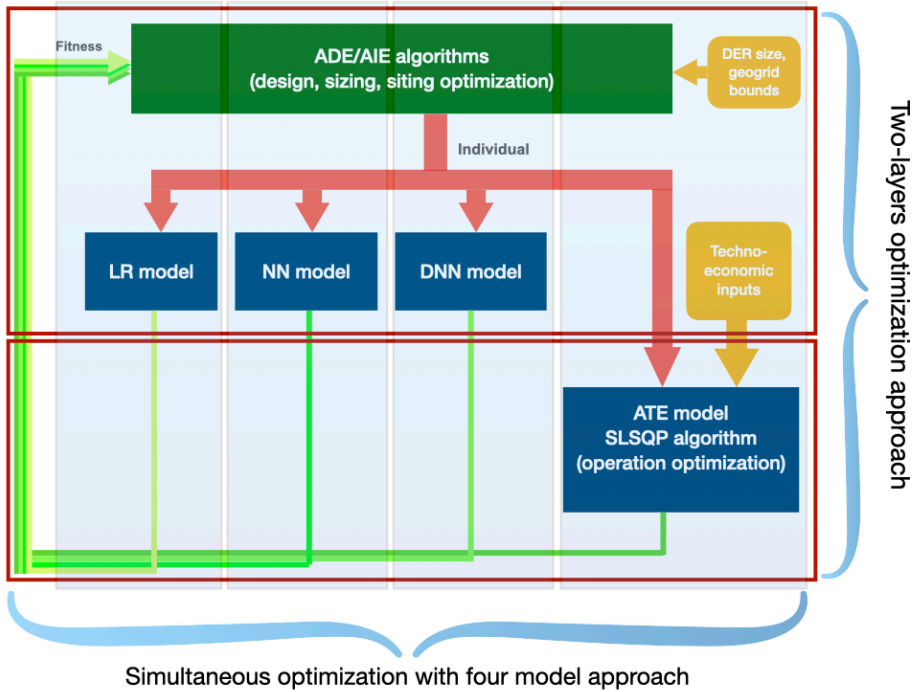 Fitness
ADE/AIE algorithms
(design, sizing, siting optimization)
DER size,
geogrid
bounds
Individual
LR model
NN model
DNN model
Techno-
economic
inputs
ATE model
SLSQP algorithm
(operation optimization)
Two-layers optimization approach
Simultaneous optimization with four model approach